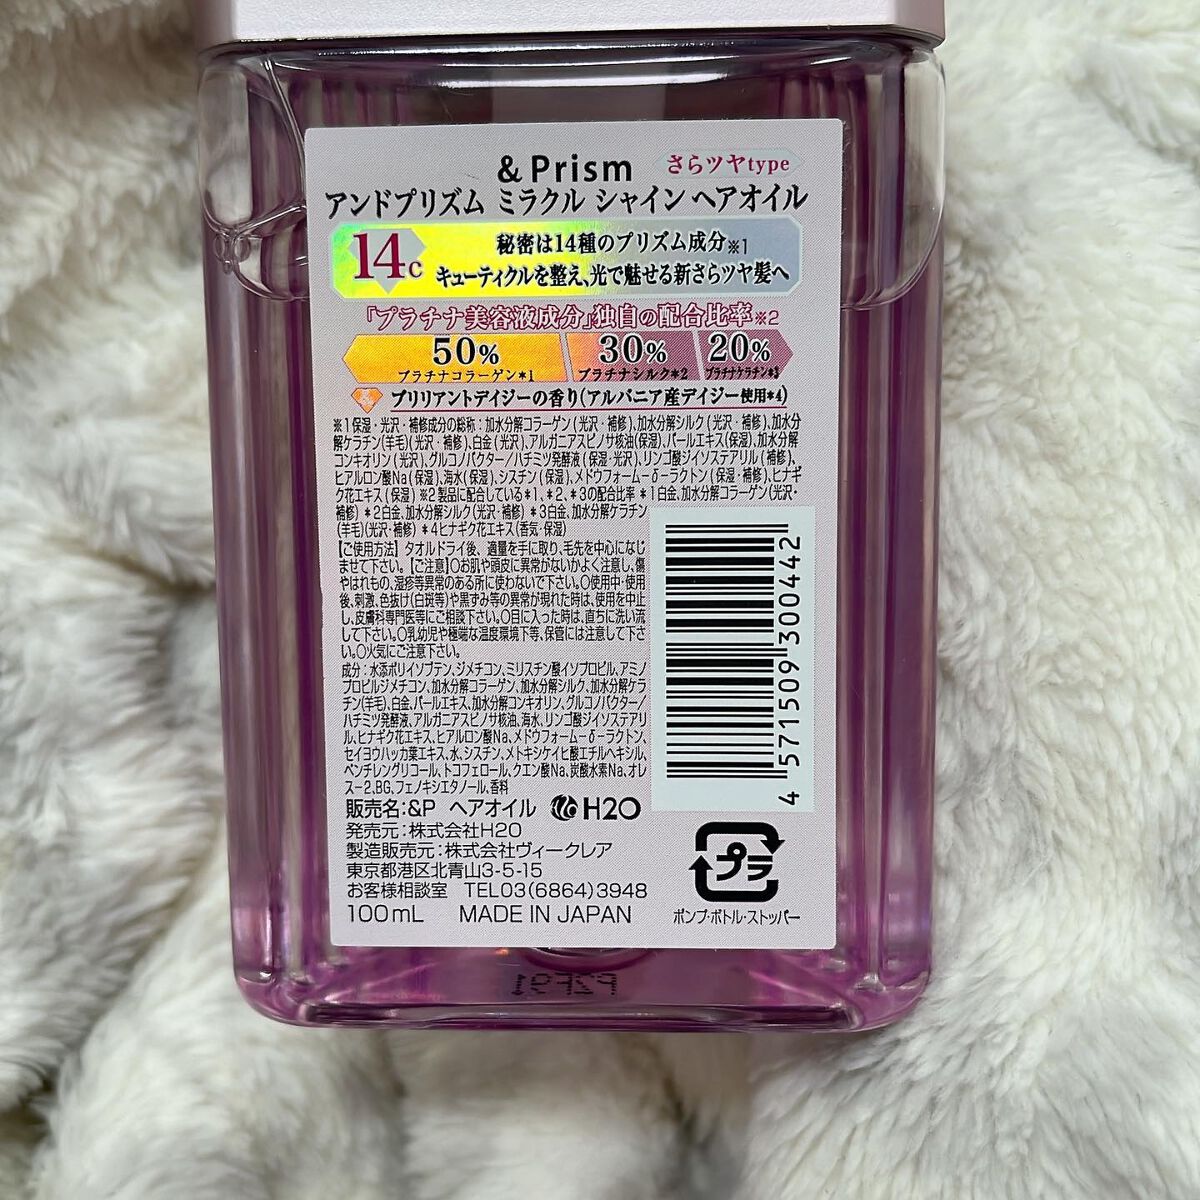 & Prism さらツヤtype
アンドプリズム ミラクル シャイン ヘアオイル
14c 秘密は14種のプリズム成分※1
キューティクルを整え、光で魅せる新さらツヤ髪へ
「プラチナ美容液成分」独自の配合比率※2
50% 30% 20%
プラチナコラーゲン*1 プラチナシルク*2 プラチナケラチン*3
ブリリアントデイジーの香り(アルバニア産デイジー使用*4)
※1保湿・光沢・補修成分の総称:加水分解コラーゲン(光沢・補修)、加水分解シルク(光沢・補修)、加水分
解ケラチン(羊毛)(光沢・補修)、白金(光沢)、アルガニアスピノサ核油(保湿)、パールエキス(保湿)、加水分解
コンキオリン(光沢)、グルコノバクター/ハチミツ発酵液(保湿・光沢)、リンゴ酸ジイソステアリル(補修)、
ヒアルロン酸Na(保湿)、海水(保湿)、シスチン(保湿)、メドウフォーム-δ-ラクトン(保湿・補修)、ヒナギ
ク花エキス(保湿) ※2製品に配合している*1、*2、*3の配合比率 *1白金、加水分解コラーゲン(光沢・
補修) *2白金、加水分解シルク(光沢・補修) *3白金、加水分解ケラチン
(羊毛)(光沢・補修) *4ヒナギク花エキス(香気・保湿)
【ご使用方法】タオルドライ後、適量を手に取り、毛先を中心になじ
ませて下さい。【ご注意】〇お肌や頭皮に異常がないかよく注意し、傷
やはれもの、湿疹等異常のある所に使わないで下さい。〇使用中・使用
後、刺激、色抜け(白斑等)や黒ずみ等の異常が現れた時は、使用を中止
し、皮膚科専門医等にご相談下さい。〇目に入った時は、直ちに洗い流
して下さい。〇乳幼児や極端な温度環境下等、保管には注意して下さ
い。〇火気にご注意下さい。
成分:水添ポリイソブテン、ジメチコン、ミリスチン酸イソプロピル、アミノ
プロピルジメチコン、加水分解コラーゲン、加水分解シルク、加水分解ケラ
チン(羊毛)、白金、パールエキス、加水分解コンキオリン、グルコノバクター/
ハチミツ発酵液、アルガニアスピノサ核油、海水、リンゴ酸ジイソステアリ
ル、ヒナギク花エキス、ヒアルロン酸Na、メドウフォーム-δ-ラクトン、
セイヨウハッカ葉エキス、水、シスチン、メトキシケイヒ酸エチルヘキシル、
ペンチレングリコール、トコフェロール、クエン酸Na、炭酸水素Na、オレ
ス-2、BG、フェノキシエタノール、香料
販売名:&P ヘアオイル H2O
発売元:株式会社H2O
製造販売元:株式会社ヴィークレア
東京都港区北青山3-5-15
お客様相談室 TEL03(6864)3948
100mL MADE IN JAPAN
4 571509 300442
プラ
ポンプ・ボトル・ストッパー